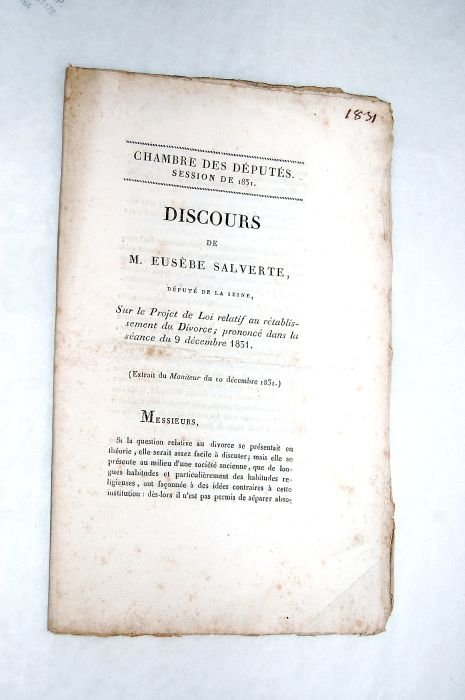 1831
CHAMBRE DES DÉPUTÉS.
SESSION DE 1831.
DISCOURS
DE
M. EUSÈBE SALVERTE,
DÉPUTÉ DE LA SEINE,
Sur le Projet de Loi relatif au rétablis-
sement du Divorce; prononcé dans la
séance du 9 décembre 1831.
(Extrait du Moniteur du 10 décembre 1831.)
MESSIEURS,
Si la question relative au divorce se présentait en
théorie, elle serait assez facile à discuter; mais elle se
présente au milieu d'une société ancienne, que de lon-
gues habitudes et particulièrement des habitudes re-
ligieuses, ont façonnée à des idées contraires à cette
institution : dès-lors il n'est pas permis de séparer abso-